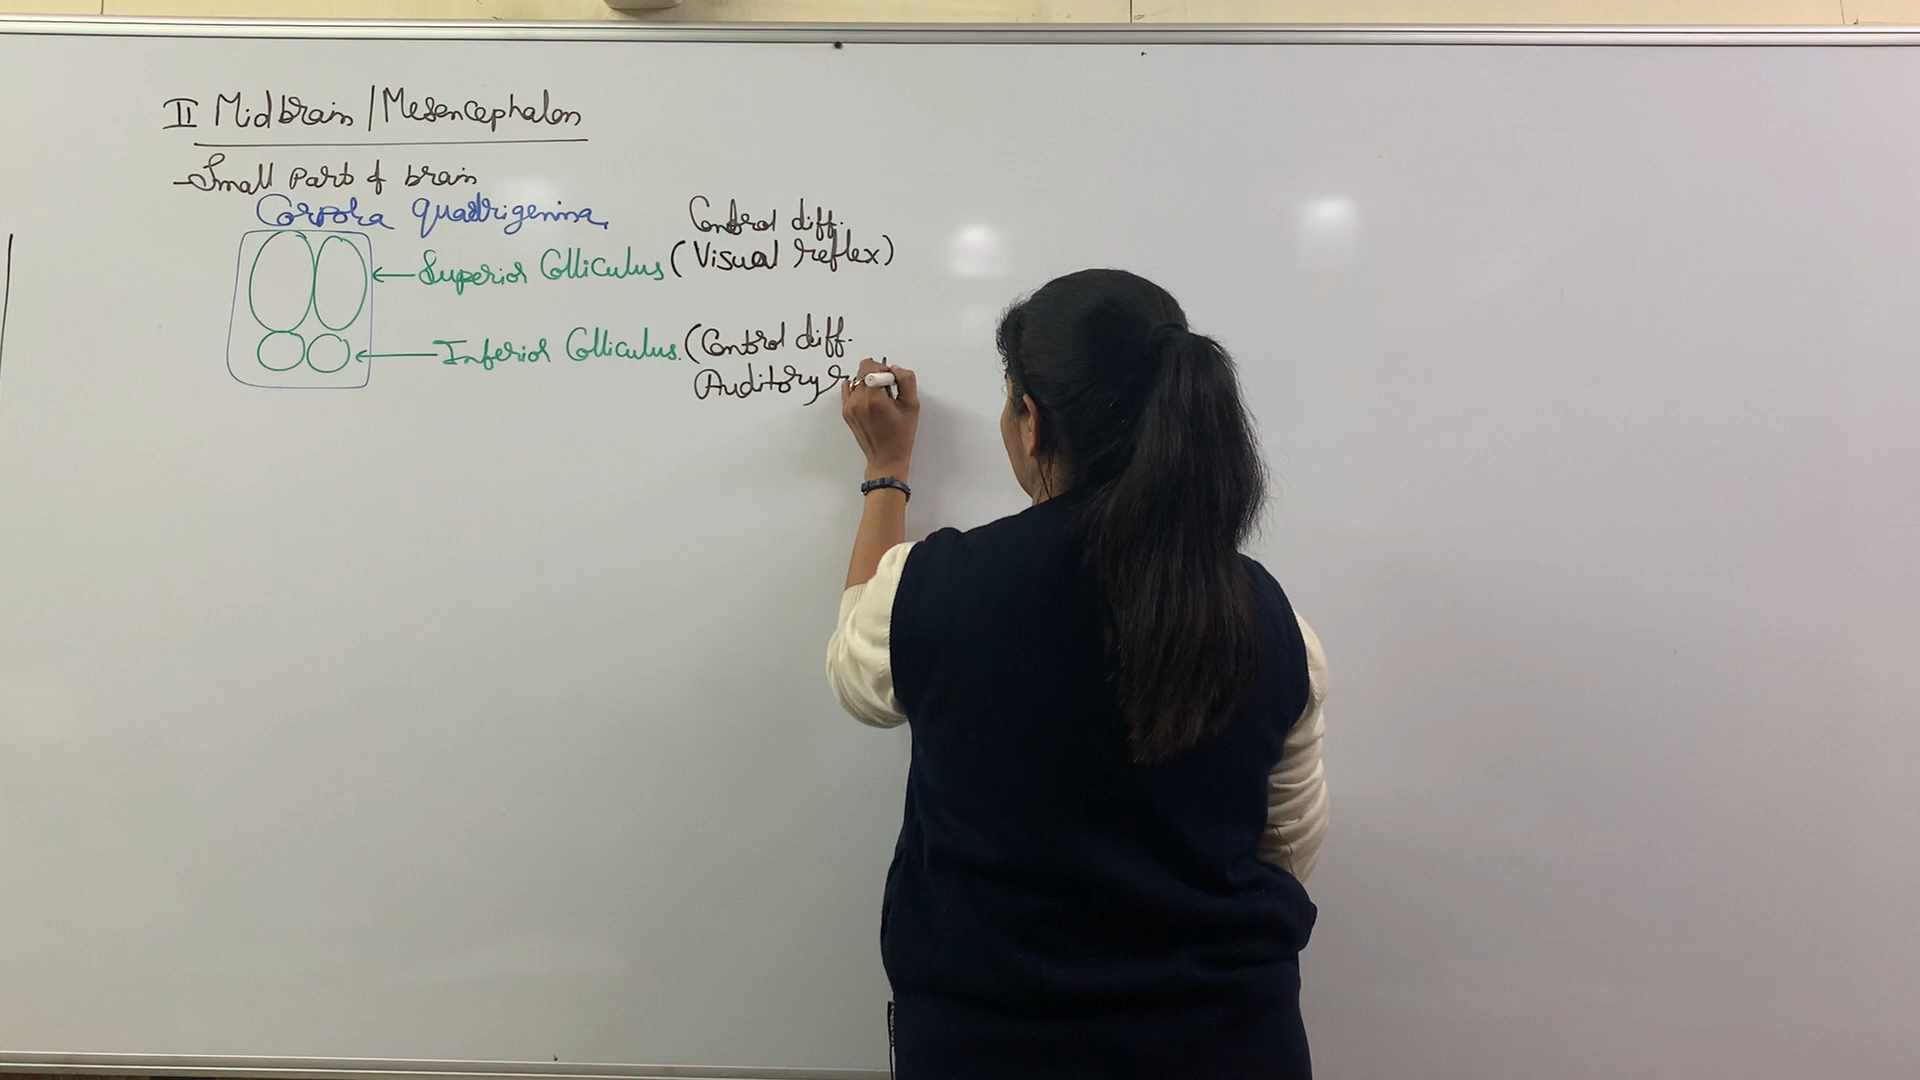 II Midbrain / Mesencephalon
- Small part of brain
Corpora quadrigemina
Control diff.
Superior Colliculus (Visual reflex)
Inferior Colliculus. (Control diff.
Auditory